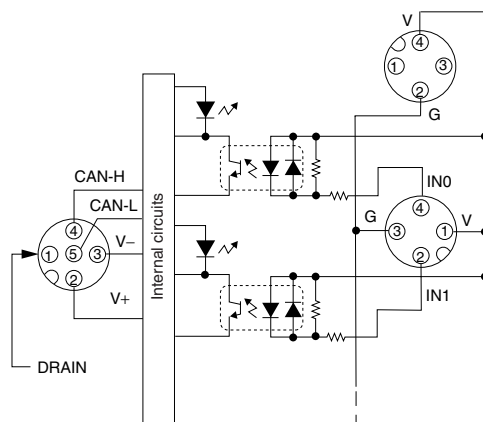 V
4
1
3
2
G
CAN-H
CAN-L
V–
V+
4
1
5
3
2
DRAIN
Internal circuits
IN0
4
G
3
1
V
2
IN1